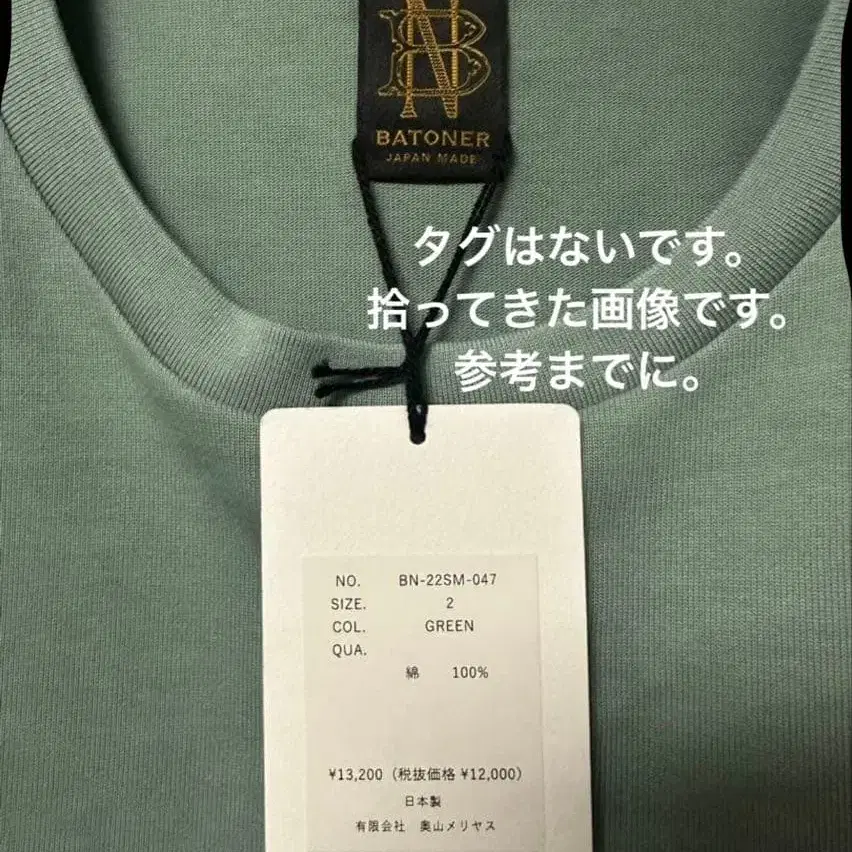 BN
BATONER
JAPAN MADE
タグはないです。
拾ってきた画像です。
参考までに。
NO. BN-22SM-047
SIZE. 2
COL. GREEN
QUA.
綿 100%
¥13,200（税抜価格 ¥12,000）
日本製
有限会社 奥山メリヤス